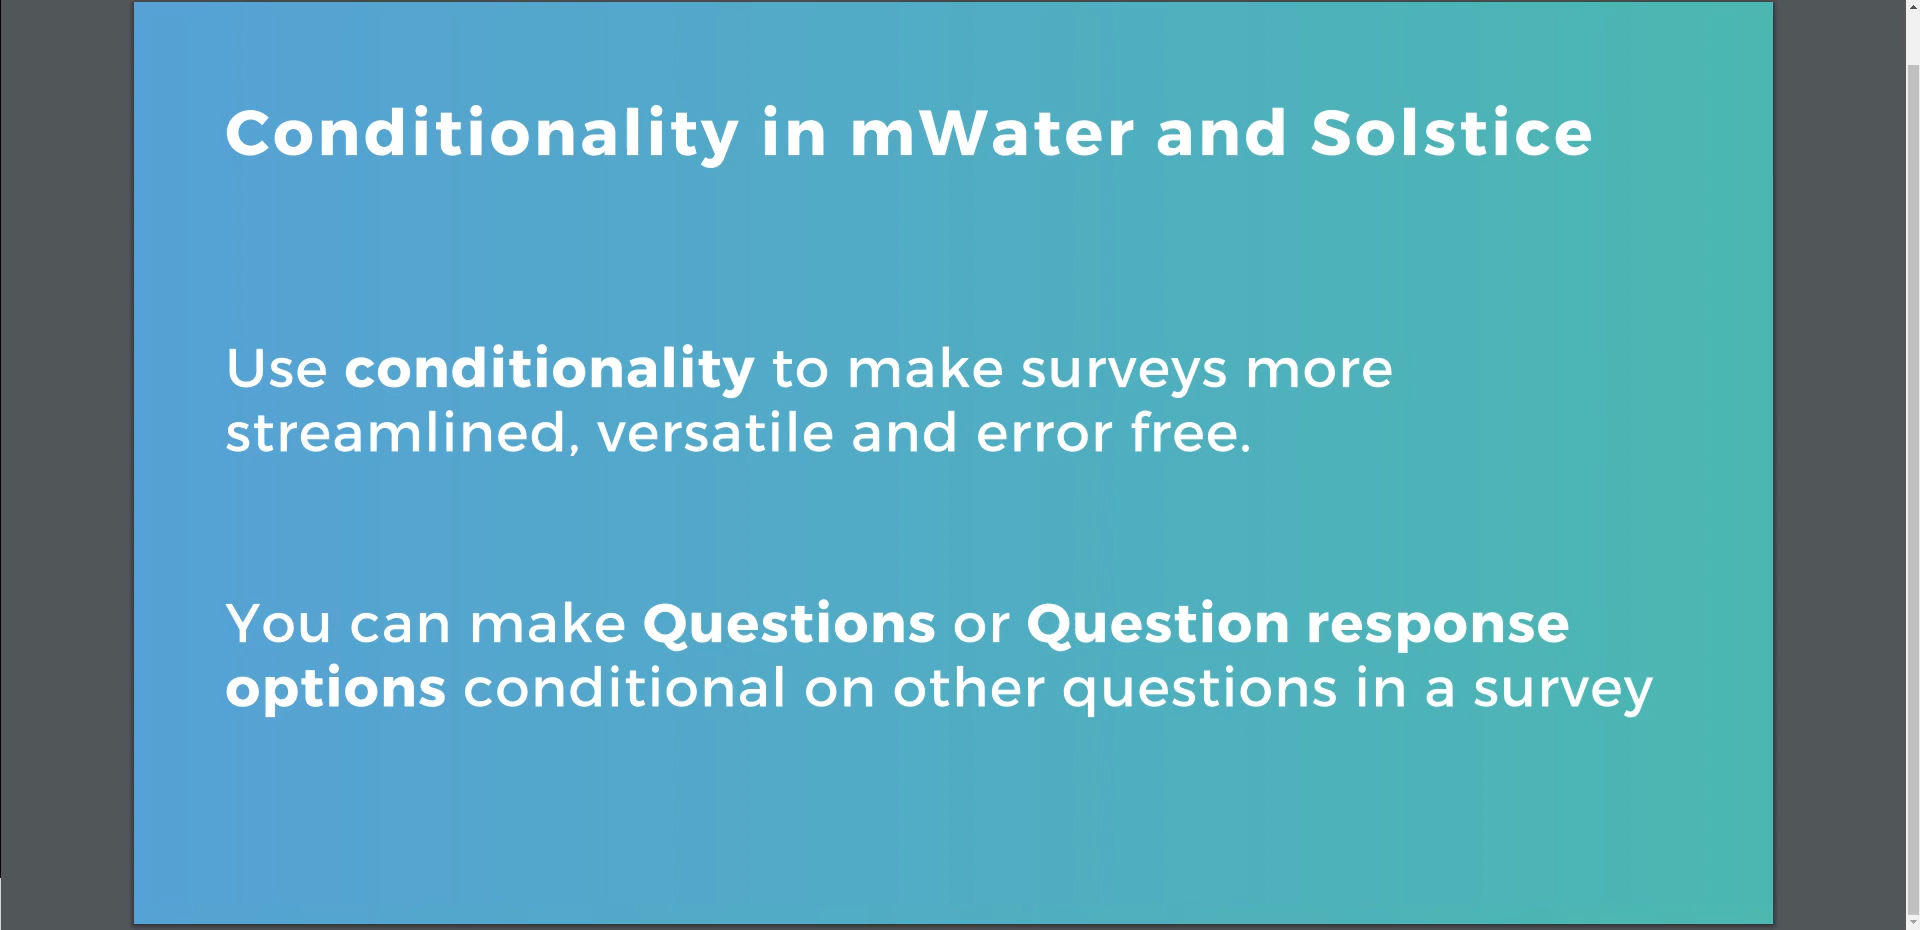 Conditionality in mWater and Solstice
Use conditionality to make surveys more
streamlined, versatile and error free.
You can make Questions or Question response
options conditional on other questions in a survey